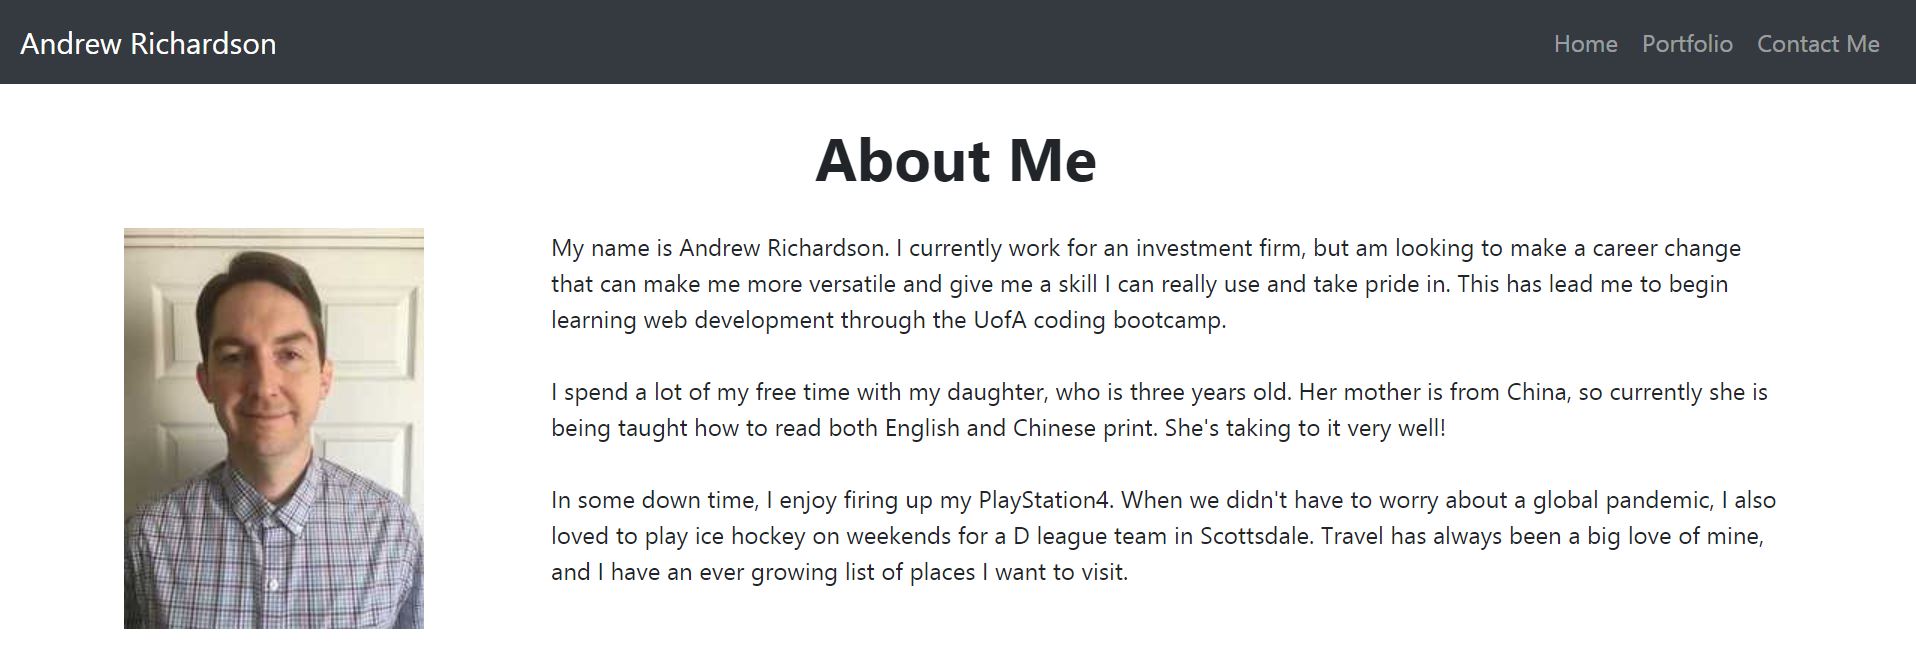 Andrew Richardson
Home Portfolio Contact Me
About Me
My name is Andrew Richardson. I currently work for an investment firm, but am looking to make a career change
that can make me more versatile and give me a skill I can really use and take pride in. This has lead me to begin
learning web development through the UofA coding bootcamp.
I spend a lot of my free time with my daughter, who is three years old. Her mother is from China, so currently she is
being taught how to read both English and Chinese print. She's taking to it very well!
In some down time, I enjoy firing up my PlayStation4. When we didn't have to worry about a global pandemic, I also
loved to play ice hockey on weekends for a D league team in Scottsdale. Travel has always been a big love of mine,
and I have an ever growing list of places I want to visit.